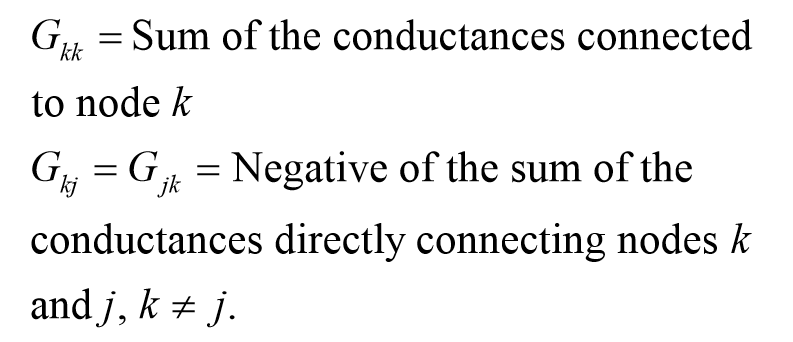 G_kk = Sum of the conductances connected
to node k
G_kj = G_jk = Negative of the sum of the
conductances directly connecting nodes k
and j, k ≠ j.